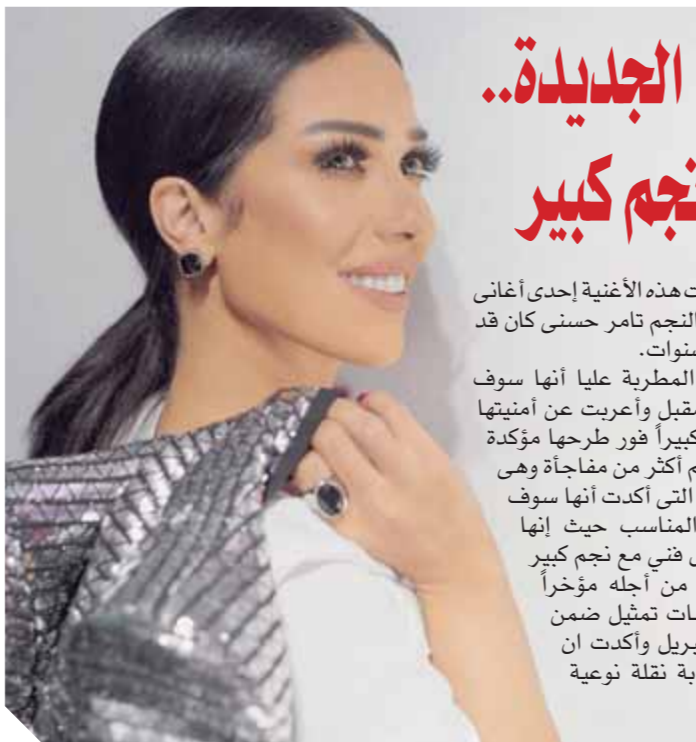 الجديدة..
نجم كبير
ت هذه الأغنية إحدى أغانى
النجم تامر حسنى كان قد
سنوات.
المطربة عليا أنها سوف
مقبل وأعربت عن أمنيتها
كبيراً فور طرحها مؤكدة
م أكثر من مفاجأة وهى
التى أكدت أنها سوف
المناسب حيث إنها
ل فني مع نجم كبير
من أجله مؤخراً
ات تمثيل ضمن
بريل وأكدت ان
بة نقلة نوعية